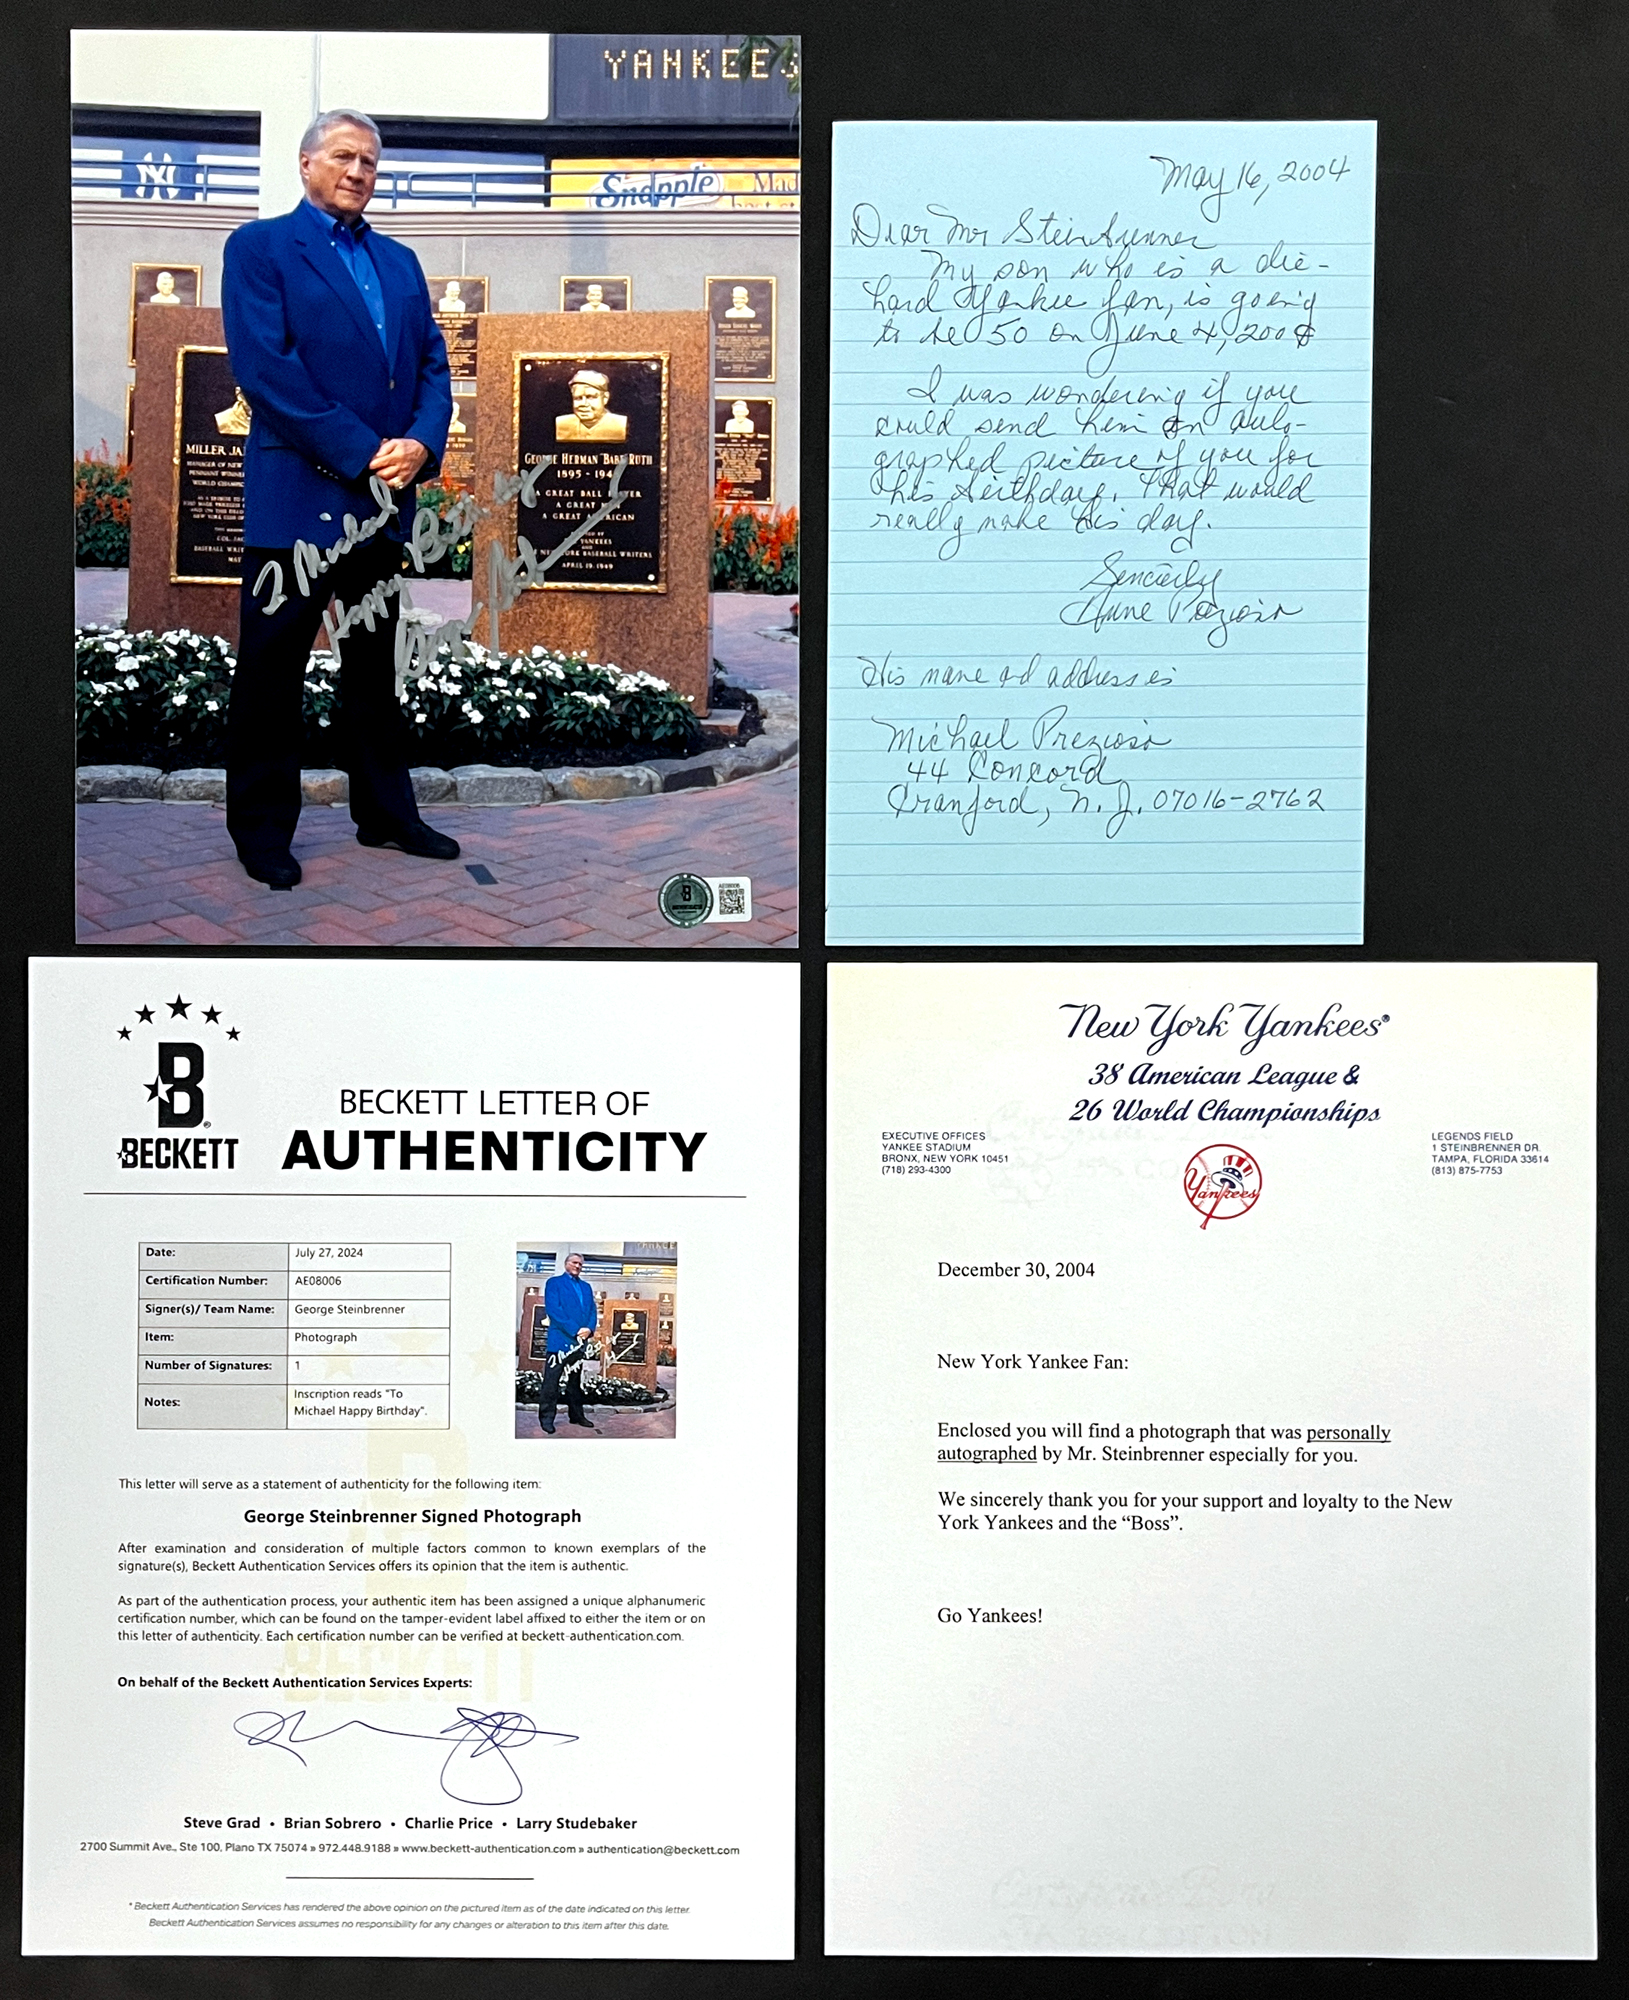 YANKEES
NY
Snapple
Mad
MILLER
MANAGER OF NEW
PENNANT WINNE
WORLD CHAMPIO
GEORGE HERMAN "BABE" RUTH
1895 - 194
A GREAT BALL PLAYER
A GREAT MAN
A GREAT AMERICAN
YANKEES
AND
NEW YORK BASEBALL WRITERS
APRIL 19, 1949
To Michael
Happy Birthday
George Steinbrenner
May 16, 2004
Dear Mr Steinbrenner
My son who is a die-
hard Yankee fan, is going
to be 50 on June 4, 2004
I was wondering if you
could send him an auto-
graphed picture of you for
his birthday. That would
really make his day.
Sincerely
Anne Prezioso
His name and address is
Michael Prezioso
44 Concord
Cranford, N.J. 07016-2762
BECKETT
BECKETT LETTER OF
AUTHENTICITY
Date: July 27, 2024
Certification Number: AE08006
Signer(s)/ Team Name: George Steinbrenner
Item: Photograph
Number of Signatures: 1
Notes: Inscription reads "To
Michael Happy Birthday".
This letter will serve as a statement of authenticity for the following item:
George Steinbrenner Signed Photograph
After examination and consideration of multiple factors common to known exemplars of the
signature(s), Beckett Authentication Services offers its opinion that the item is authentic.
As part of the authentication process, your authentic item has been assigned a unique alphanumeric
certification number, which can be found on the tamper-evident label affixed to either the item or on
this letter of authenticity. Each certification number can be verified at beckett-authentication.com.
On behalf of the Beckett Authentication Services Experts:
Steve Grad • Brian Sobrero • Charlie Price • Larry Studebaker
2700 Summit Ave., Ste 100, Plano TX 75074 » 972.448.9188 » www.beckett-authentication.com » authentication@beckett.com
* Beckett Authentication Services has rendered the above opinion on the pictured item as of the date indicated on this letter.
Beckett Authentication Services assumes no responsibility for any changes or alteration to this item after this date.
New York Yankees®
38 American League &
26 World Championships
EXECUTIVE OFFICES
YANKEE STADIUM
BRONX, NEW YORK 10451
(718) 293-4300
Yankees
LEGENDS FIELD
1 STEINBRENNER DR.
TAMPA, FLORIDA 33614
(813) 875-7753
December 30, 2004
New York Yankee Fan:
Enclosed you will find a photograph that was personally
autographed by Mr. Steinbrenner especially for you.
We sincerely thank you for your support and loyalty to the New
York Yankees and the “Boss”.
Go Yankees!